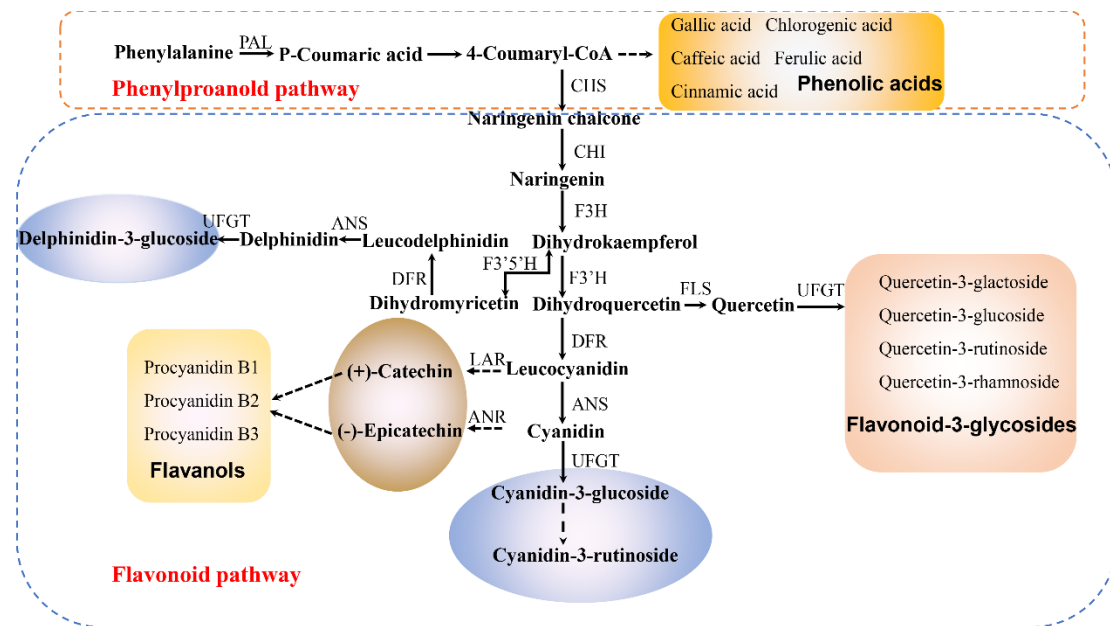 Gallic acid Chlorogenic acid
Phenylalanine PAL P-Coumaric acid 4-Coumaryl-CoA Caffeic acid Ferulic acid
Phenylproanold pathway CHS Cinnamic acid Phenolic acids
Naringenin chalcone
CHI
Naringenin
F3H
Delphinidin-3-glucoside UFGT Delphinidin ANS Leucodelphinidin Dihydrokaempferol
DFR F3’5’H F3’H
Dihydromyricetin Dihydroquercetin FLS Quercetin UFGT
Quercetin-3-glactoside
Quercetin-3-glucoside
Quercetin-3-rutinoside
Quercetin-3-rhamnoside
Flavonoid-3-glycosides
DFR
Procyanidin B1 (+)-Catechin LAR Leucocyanidin
Procyanidin B2 ANS
Procyanidin B3 (-)-Epicatechin ANR Cyanidin
Flavanols UFGT
Cyanidin-3-glucoside
Cyanidin-3-rutinoside
Flavonoid pathway